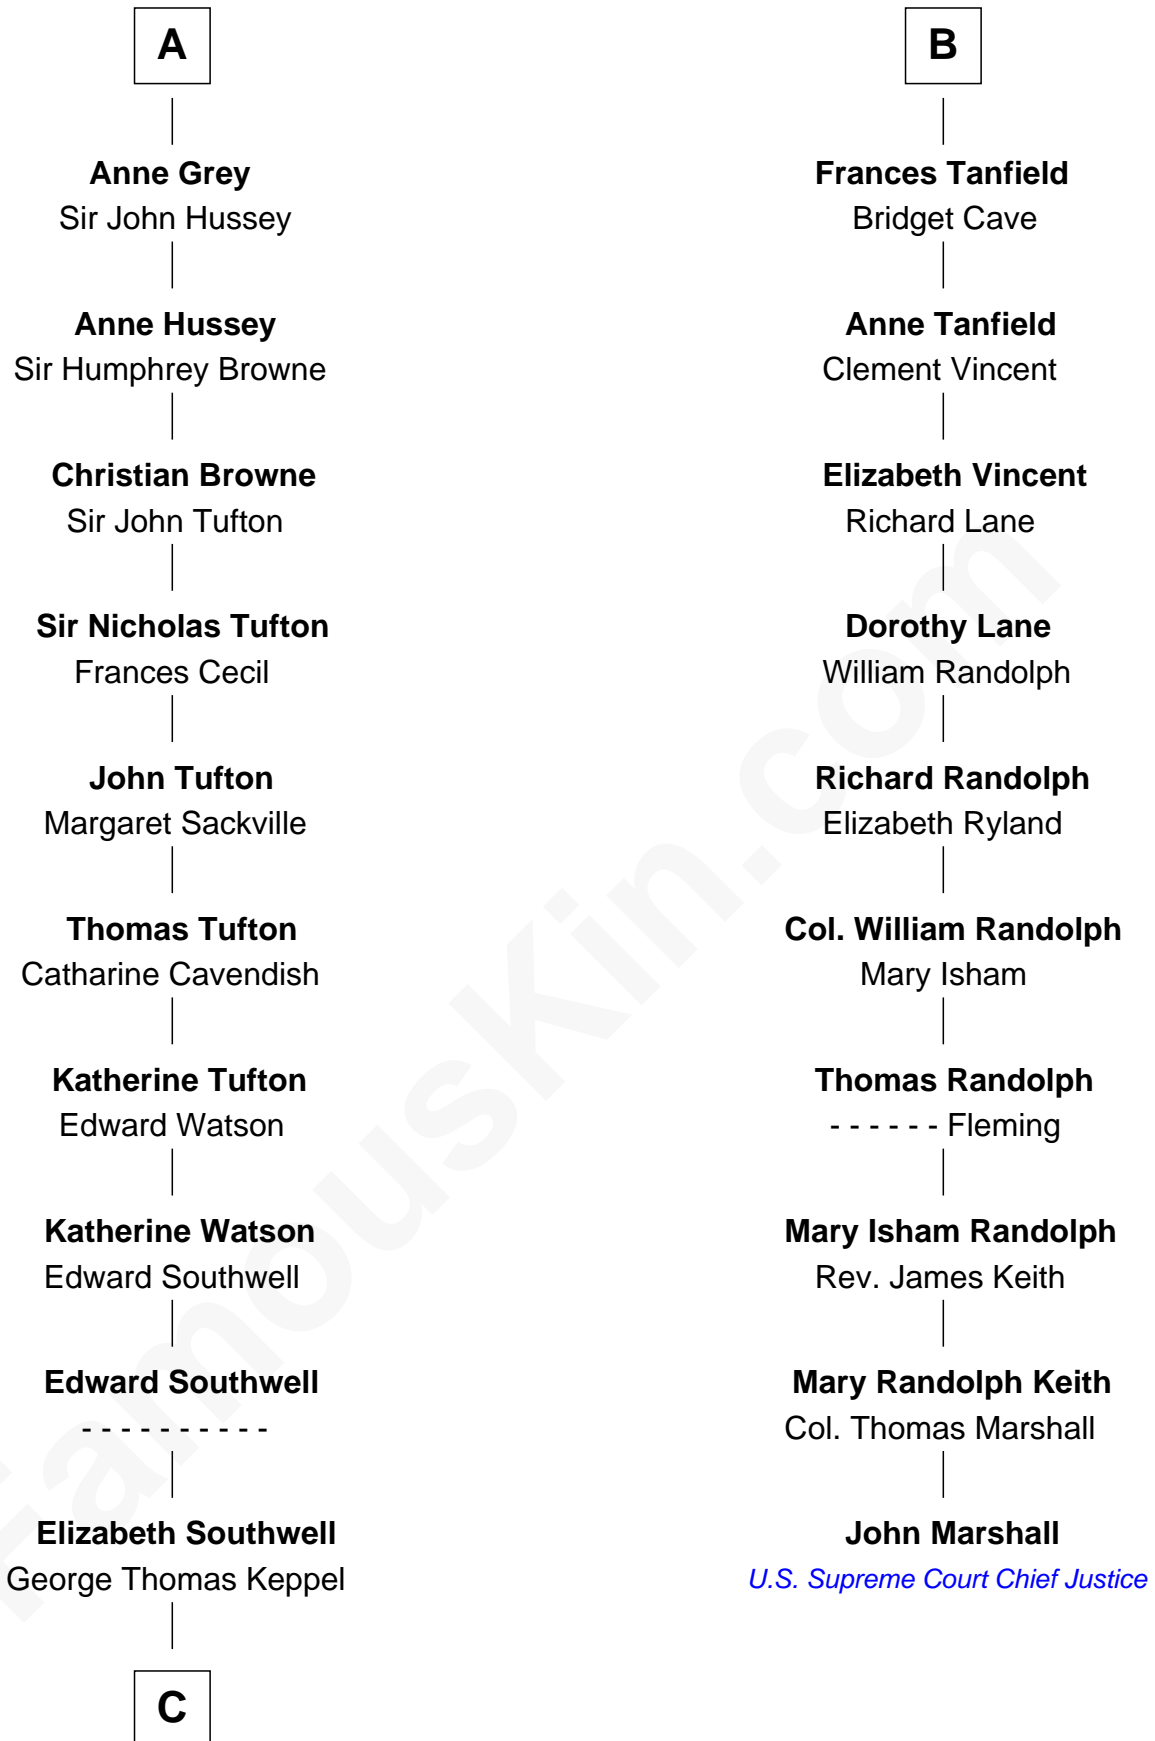 A
Anne Grey
Sir John Hussey
Anne Hussey
Sir Humphrey Browne
Christian Browne
Sir John Tufton
Sir Nicholas Tufton
Frances Cecil
John Tufton
Margaret Sackville
Thomas Tufton
Catharine Cavendish
Katherine Tufton
Edward Watson
Katherine Watson
Edward Southwell
Edward Southwell
- - - - - - - - - -
Elizabeth Southwell
George Thomas Keppel
C
B
Frances Tanfield
Bridget Cave
Anne Tanfield
Clement Vincent
Elizabeth Vincent
Richard Lane
Dorothy Lane
William Randolph
Richard Randolph
Elizabeth Ryland
Col. William Randolph
Mary Isham
Thomas Randolph
- - - - - - Fleming
Mary Isham Randolph
Rev. James Keith
Mary Randolph Keith
Col. Thomas Marshall
John Marshall
U.S. Supreme Court Chief Justice
FamousKin.com